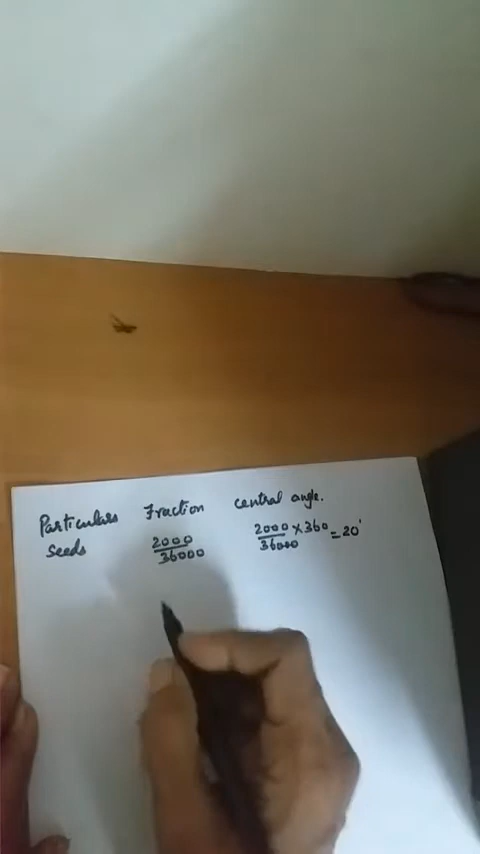 Particulars Fraction central angle.
Seeds 2000/36000 2000/36000 × 360 = 20°